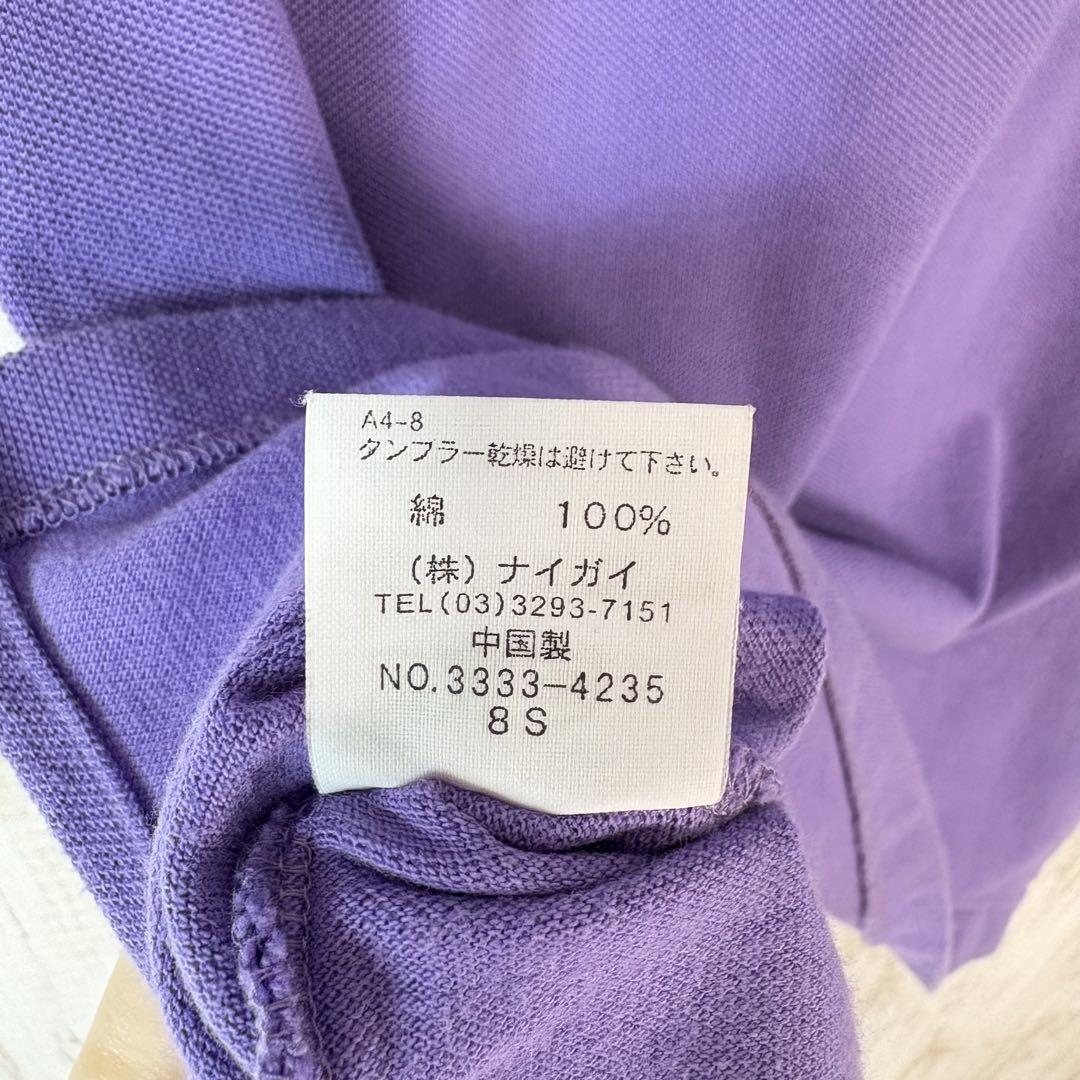 A4-8
タンブラー乾燥は避けて下さい。
綿 100%
(株) ナイガイ
TEL(03)3293-7151
中国製
NO.3333-4235
8S